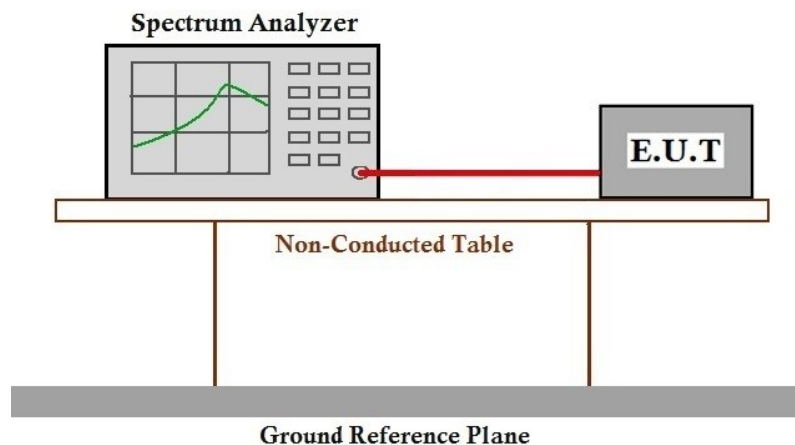 Spectrum Analyzer
E.U.T
Non-Conducted Table
Ground Reference Plane